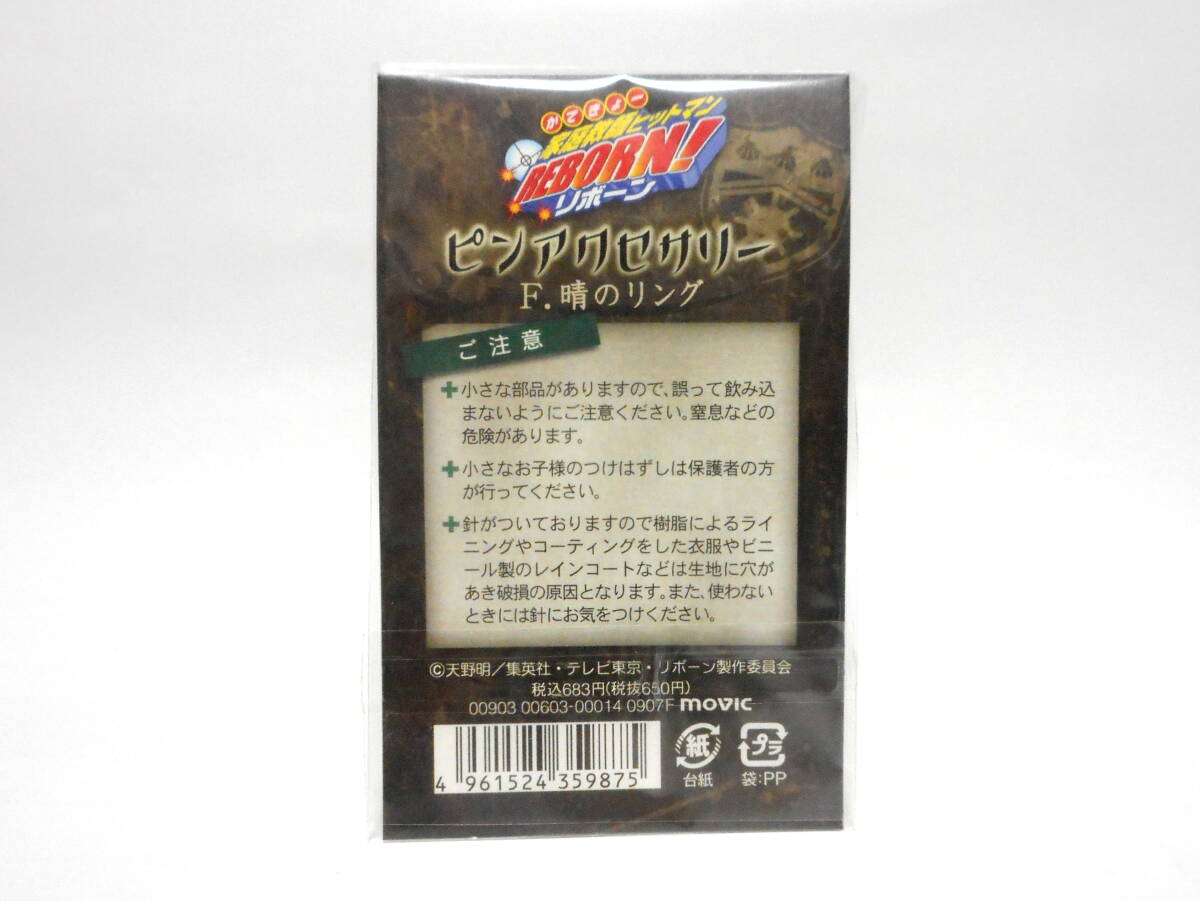 かてきょー
家庭教師ヒットマン
REBORN!
リボーン
ピンアクセサリー
F. 晴のリング
ご注意
小さな部品がありますので、誤って飲み込
まないようにご注意ください。窒息などの
危険があります。
小さなお子様のつけはずしは保護者の方
が行ってください。
針がついておりますので樹脂によるライ
ニングやコーティングをした衣服やビニ
ール製のレインコートなどは生地に穴が
あき破損の原因となります。また、使わない
ときには針にお気をつけください。
©天野明／集英社・テレビ東京・リボーン製作委員会
税込683円(税抜650円)
00903 00603-00014 0907F movic
4 961524 359875
紙
台紙
プラ
袋:PP